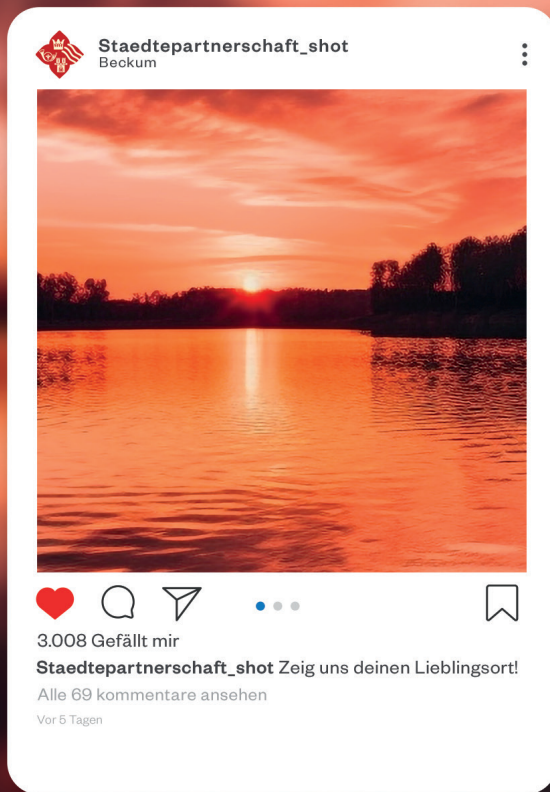 Staedtepartnerschaft_shot
Beckum
3.008 Gefällt mir
Staedtepartnerschaft_shot Zeig uns deinen Lieblingsort!
Alle 69 kommentare ansehen
Vor 5 Tagen